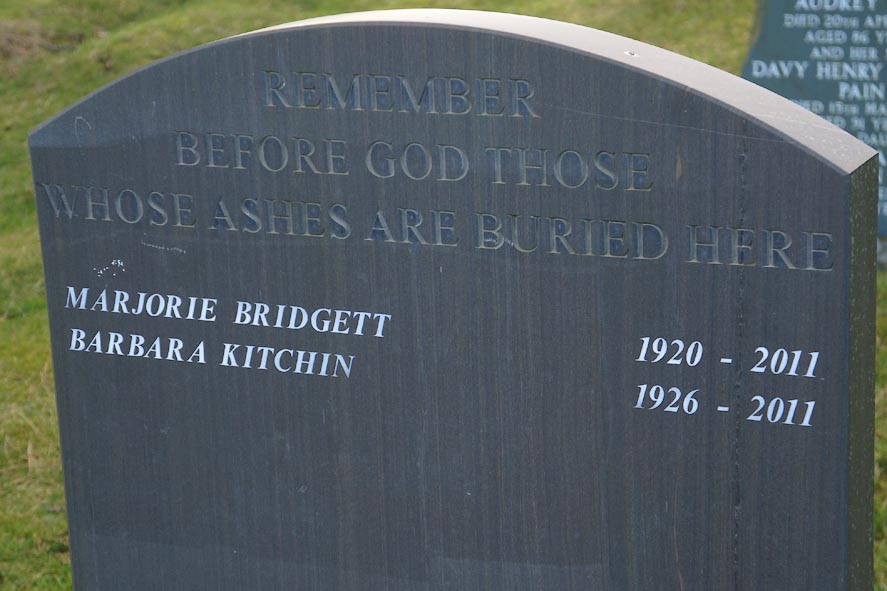 REMEMBER
BEFORE GOD THOSE
WHOSE ASHES ARE BURIED HERE
MARJORIE BRIDGETT 1920 - 2011
BARBARA KITCHIN 1926 - 2011
AUDREY
DIED 20TH
AGED 86
AND HER
DAVY HENRY
PAIN
15TH